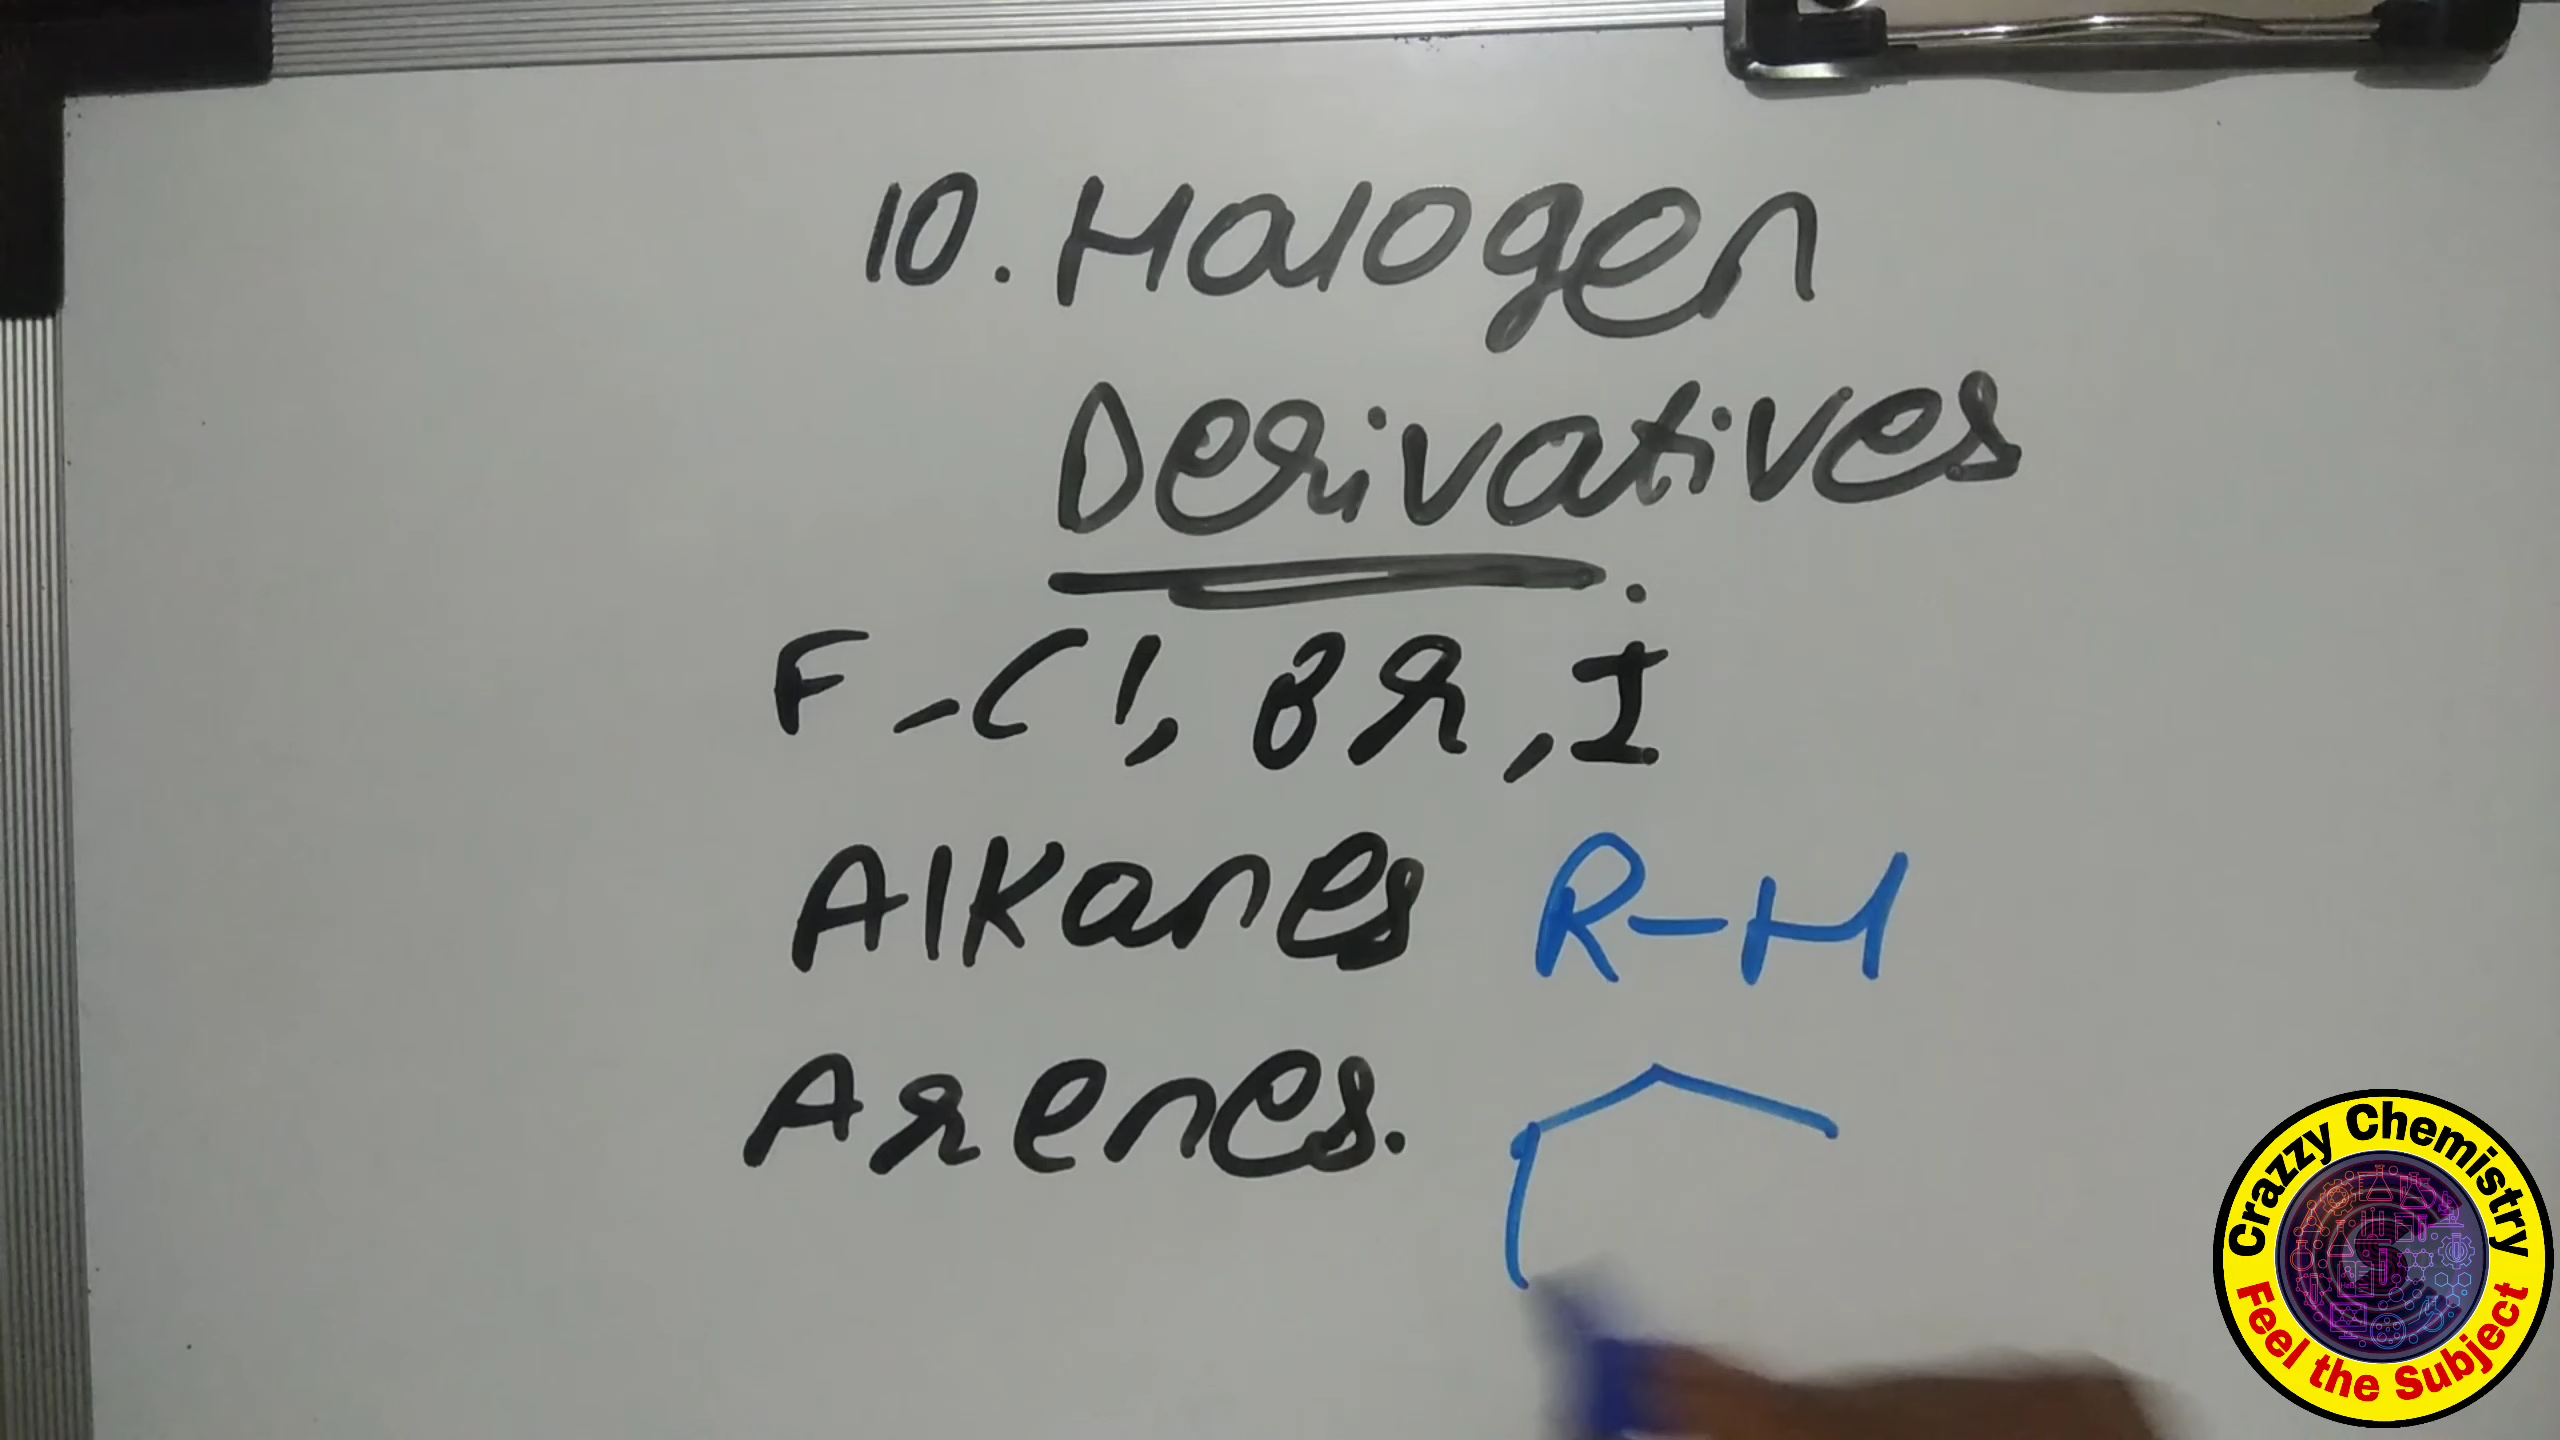 10. Halogen
Derivatives
F, Cl, Br, I
Alkanes R-H
Arenes.
Crazzy Chemistry
Feel the Subject